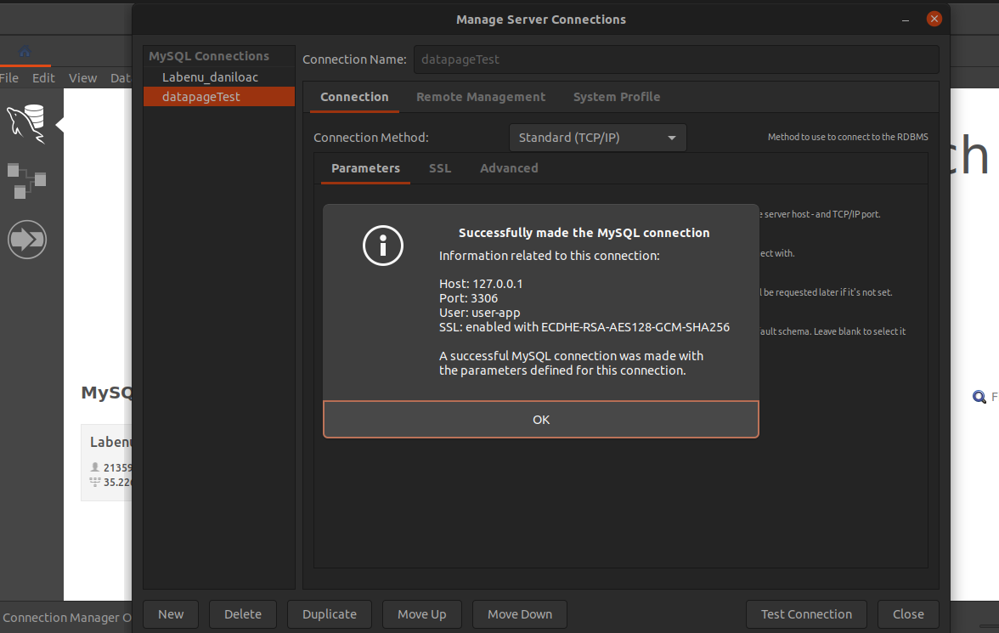 Manage Server Connections
File Edit View Dat
MySQL Connections
Labenu_daniloac
datapageTest
Connection Name: datapageTest
Connection Remote Management System Profile
Connection Method: Standard (TCP/IP) Method to use to connect to the RDBMS
Parameters SSL Advanced
server host - and TCP/IP port.
ect with.
be requested later if it's not set.
ault schema. Leave blank to select it
Successfully made the MySQL connection
Information related to this connection:
Host: 127.0.0.1
Port: 3306
User: user-app
SSL: enabled with ECDHE-RSA-AES128-GCM-SHA256
A successful MySQL connection was made with
the parameters defined for this connection.
OK
ch
MySQ
F
Labenu
21359
35.220
New Delete Duplicate Move Up Move Down Test Connection Close
Connection Manager O